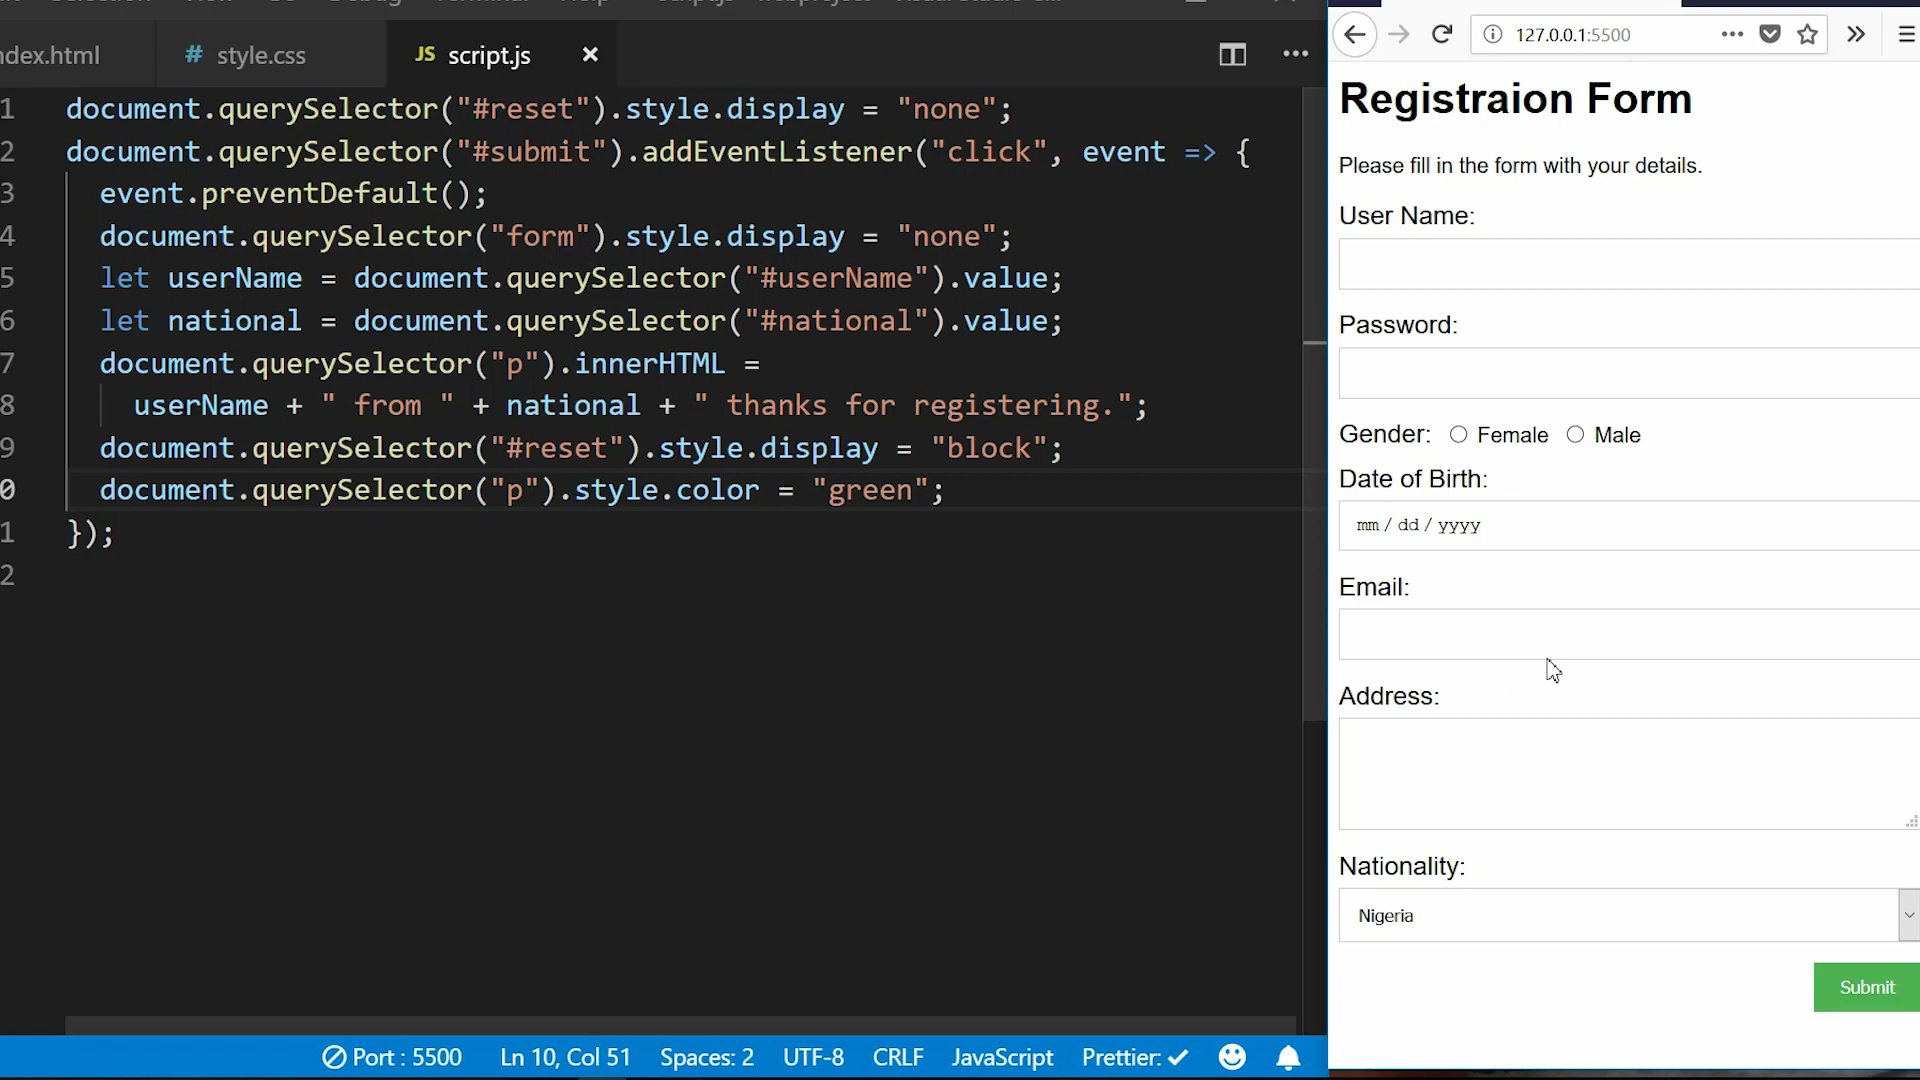 ndex.html # style.css JS script.js
1 document.querySelector("#reset").style.display = "none";
2 document.querySelector("#submit").addEventListener("click", event => {
3 event.preventDefault();
4 document.querySelector("form").style.display = "none";
5 let userName = document.querySelector("#userName").value;
6 let national = document.querySelector("#national").value;
7 document.querySelector("p").innerHTML =
8 userName + " from " + national + " thanks for registering.";
9 document.querySelector("#reset").style.display = "block";
0 document.querySelector("p").style.color = "green";
1 });
2
Port : 5500 Ln 10, Col 51 Spaces: 2 UTF-8 CRLF JavaScript Prettier: ✓
127.0.0.1:5500
Registraion Form
Please fill in the form with your details.
User Name:
Password:
Gender: Female Male
Date of Birth:
mm / dd / yyyy
Email:
Address:
Nationality:
Nigeria
Submit